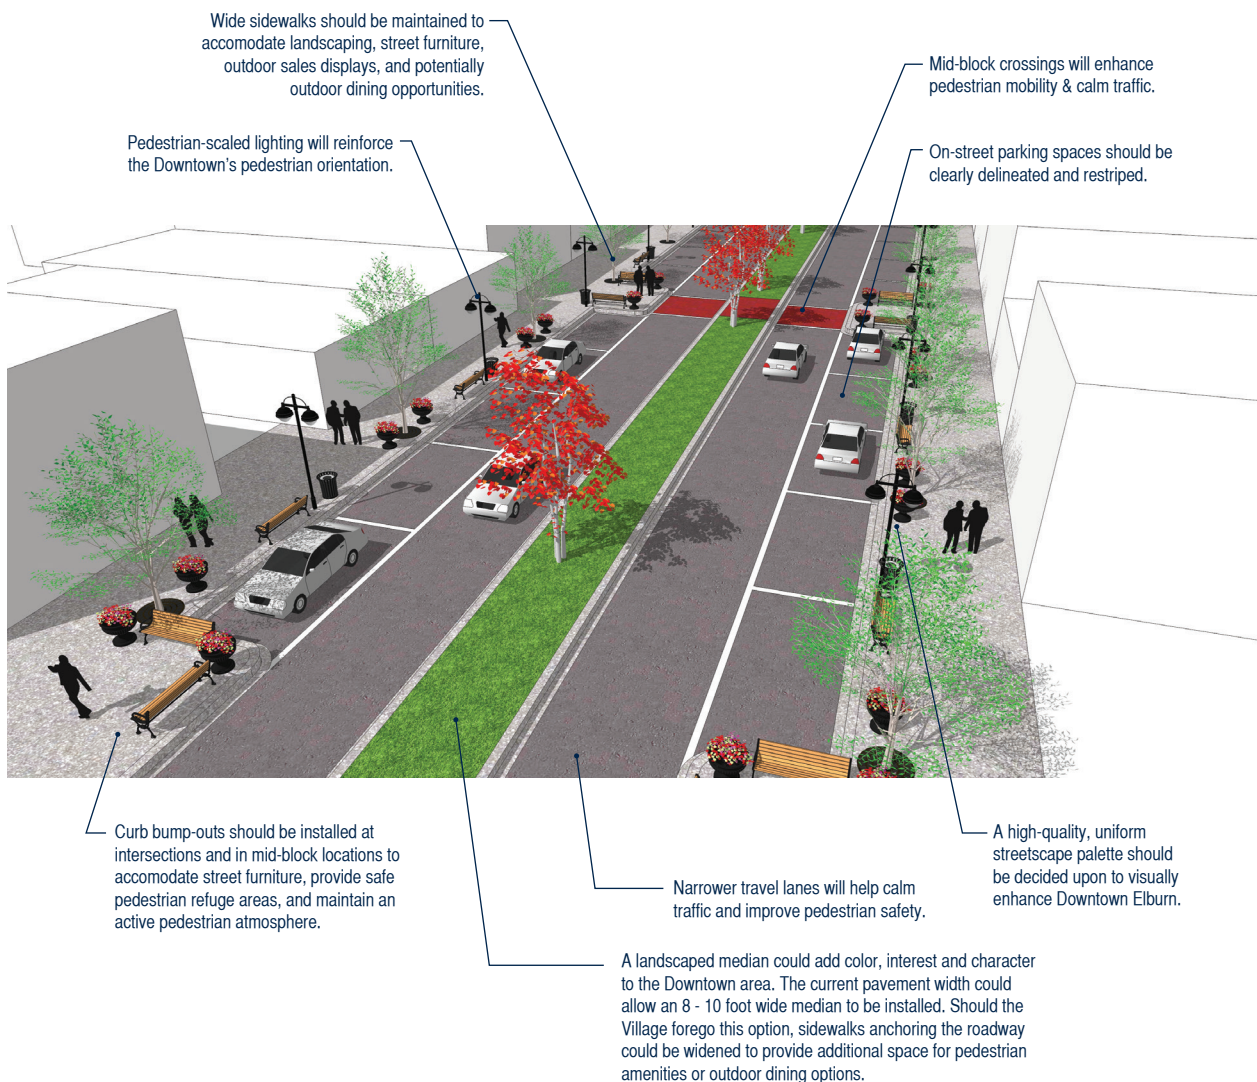 Wide sidewalks should be maintained to
accomodate landscaping, street furniture,
outdoor sales displays, and potentially
outdoor dining opportunities.
Mid-block crossings will enhance
pedestrian mobility & calm traffic.
Pedestrian-scaled lighting will reinforce
the Downtown's pedestrian orientation.
On-street parking spaces should be
clearly delineated and restriped.
Curb bump-outs should be installed at
intersections and in mid-block locations to
accomodate street furniture, provide safe
pedestrian refuge areas, and maintain an
active pedestrian atmosphere.
A high-quality, uniform
streetscape palette should
be decided upon to visually
enhance Downtown Elburn.
Narrower travel lanes will help calm
traffic and improve pedestrian safety.
A landscaped median could add color, interest and character
to the Downtown area. The current pavement width could
allow an 8 - 10 foot wide median to be installed. Should the
Village forego this option, sidewalks anchoring the roadway
could be widened to provide additional space for pedestrian
amenities or outdoor dining options.